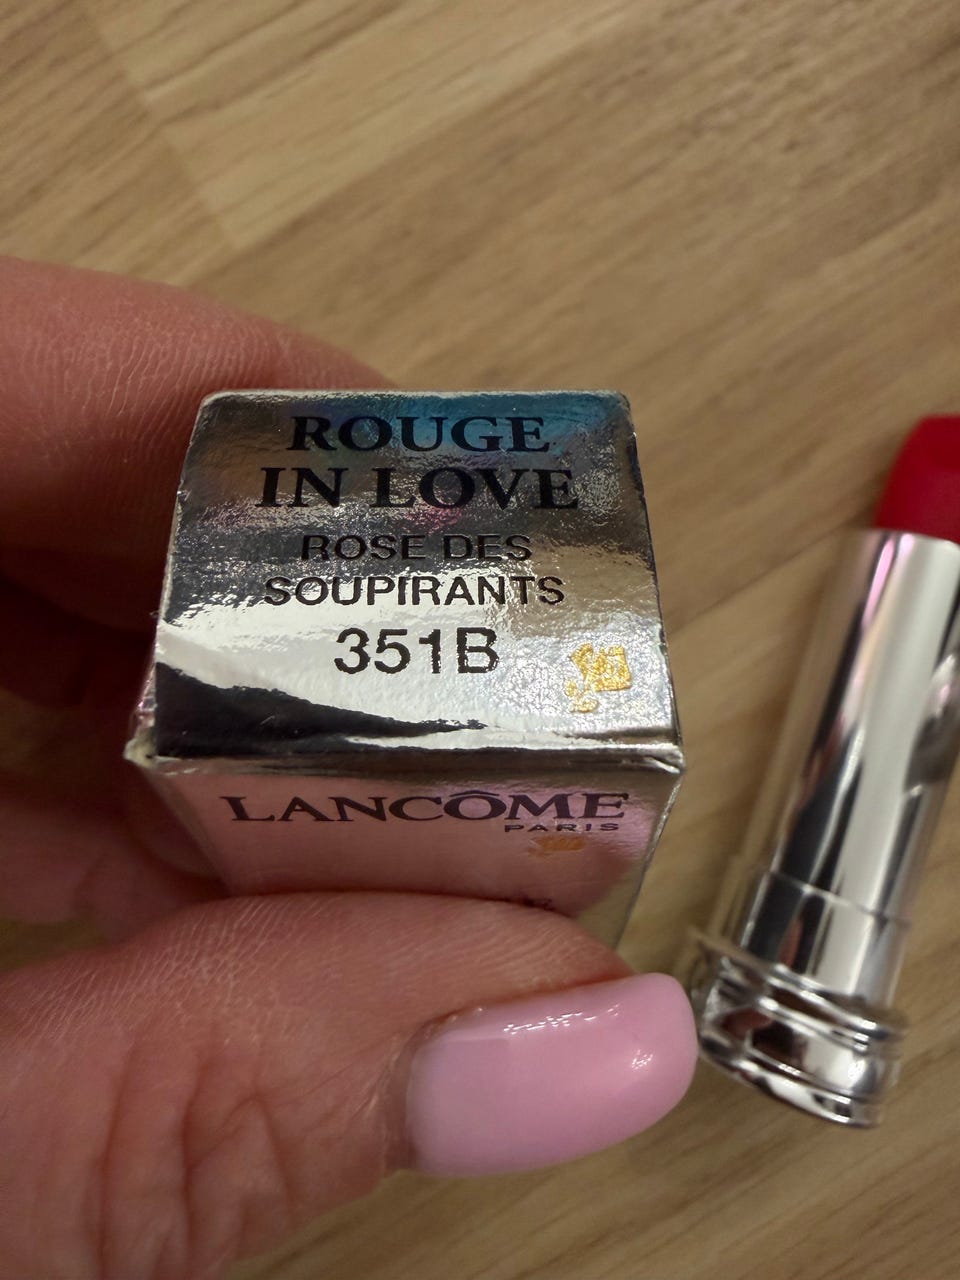 ROUGE
IN LOVE
ROSE DES
SOUPIRANTS
351B
LANCÔME
PARIS